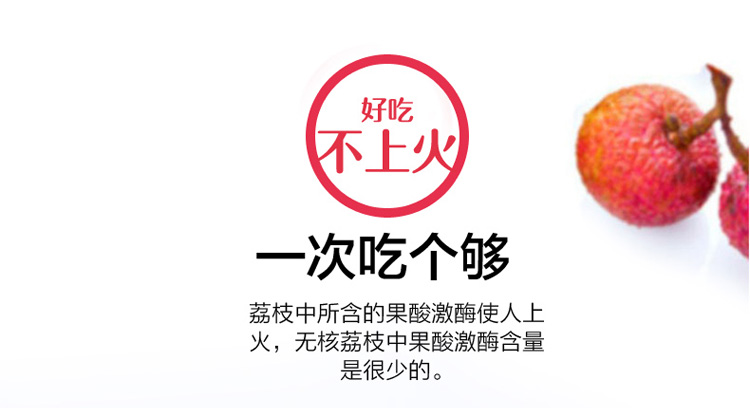 好吃
不上火
一次吃个够
荔枝中所含的果酸激酶使人上
火，无核荔枝中果酸激酶含量
是很少的。